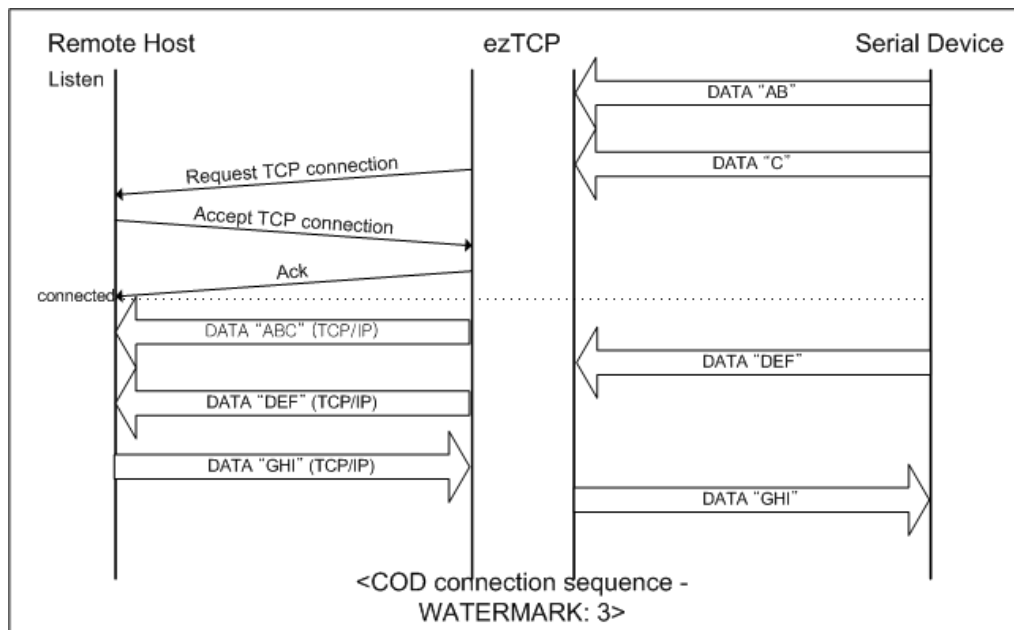 Remote Host
ezTCP
Serial Device
Listen
DATA “AB”
DATA “C”
Request TCP connection
Accept TCP connection
Ack
connected
DATA “ABC” (TCP/IP)
DATA “DEF”
DATA “DEF” (TCP/IP)
DATA “GHI” (TCP/IP)
DATA “GHI”
<COD connection sequence -
WATERMARK: 3>